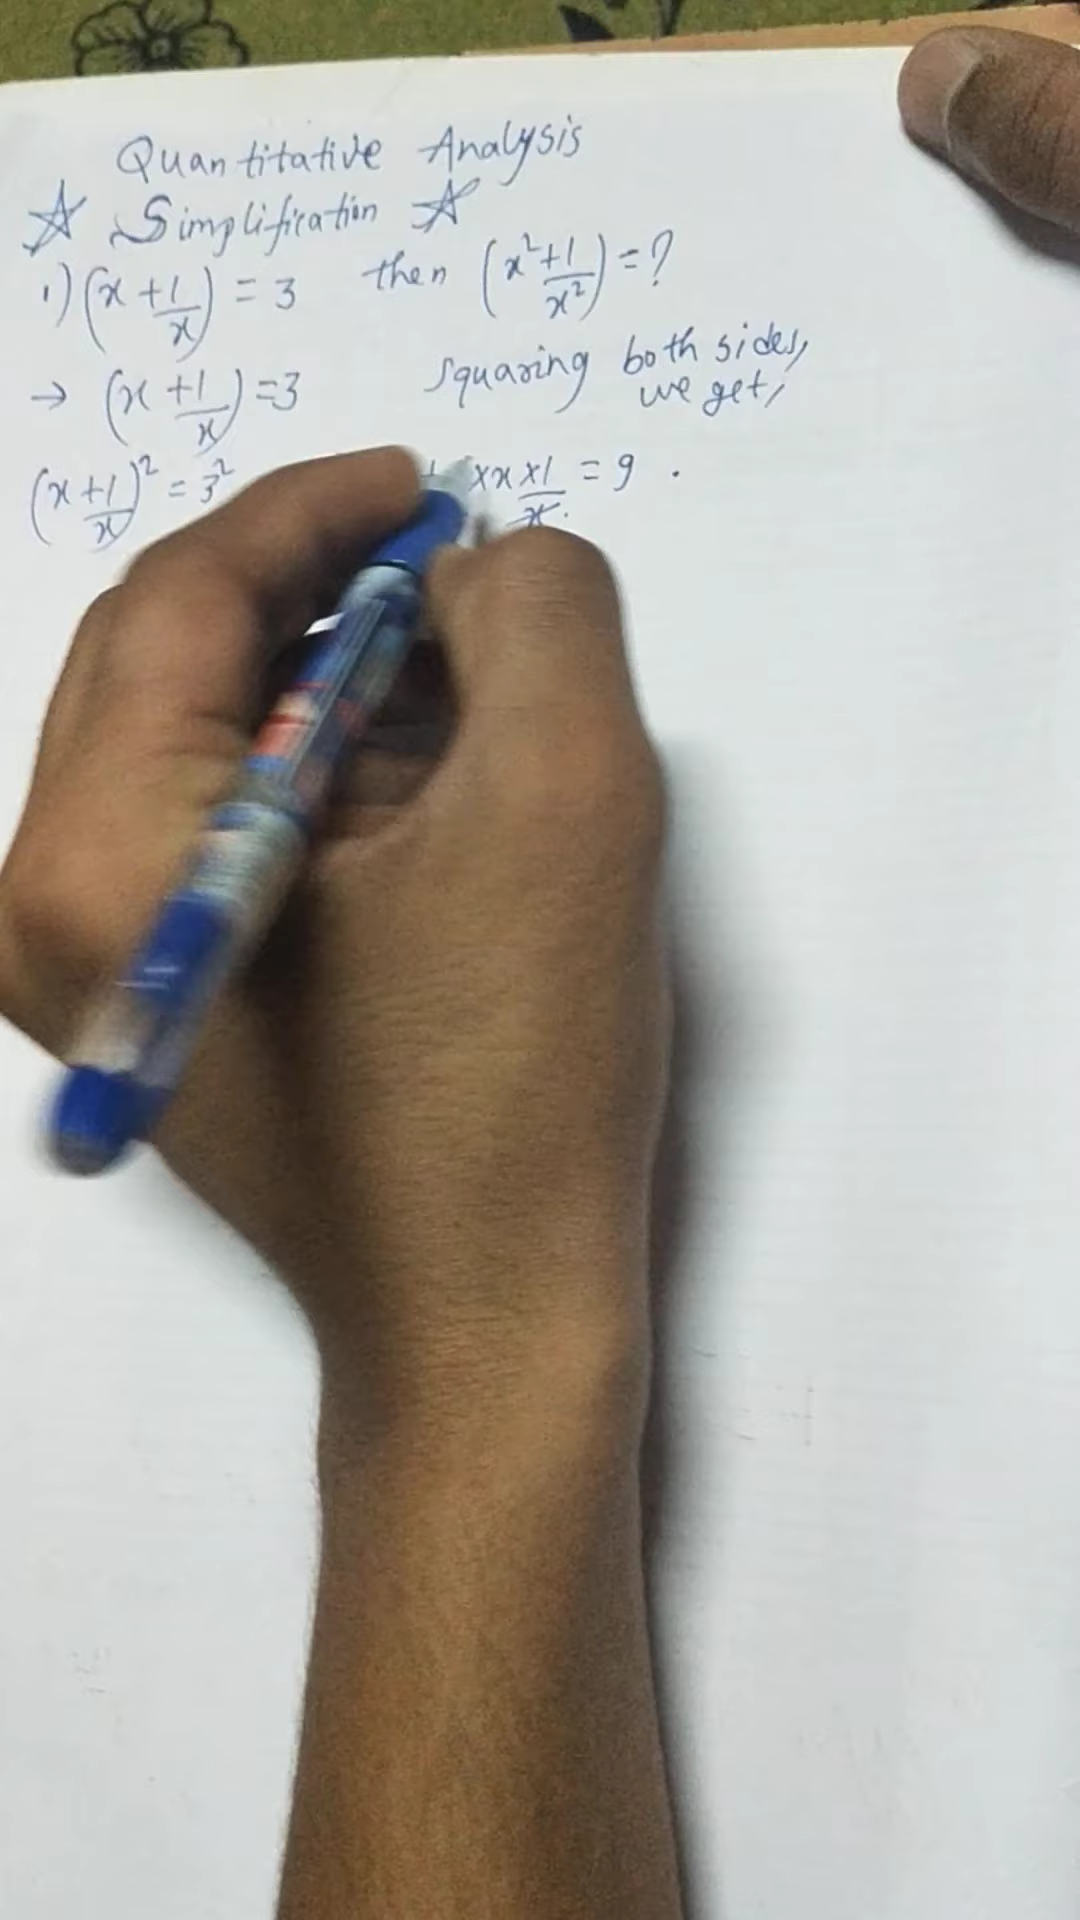 Quantitative Analysis
☆ Simplification ☆
1) (x + 1/x) = 3 then (x² + 1/x²) = ?
→ (x + 1/x) = 3 squaring both sides,
we get,
(x + 1/x)² = 3² + xx x 1/x = 9 .